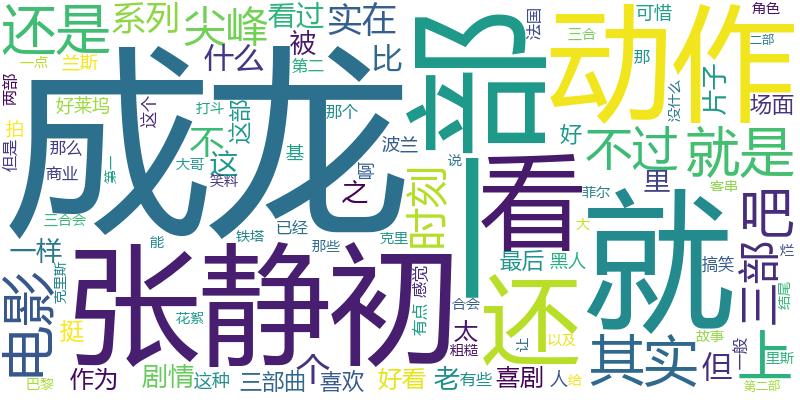 还是
系列
尖峰
看过
实在
什么
被
比
兰斯
第二
一点
两部
好莱坞
这个
打斗
那个
但是
拍
那么
商业
第一
大哥
不
笑料
这
这部
基
波兰
啊
之
时刻
一部
成龙
动作
法国
三合
可惜
那
角色
二部
没什么
片子
场面
好
不过
就是
里
客串
看
说
菲尔
大
就
吧
三部
烂
结尾
上
三合会
能
铁塔
已经
那些
克里
一样
电影
克里斯
挺
巴黎
张静初
花絮
个
作为
剧情
这种
三部曲
喜欢
好看
有点
感觉
合会
太
粗糙
老
有些
喜剧
还
让
最后
黑人
搞笑
以及
人
给
其实
但
故事
一般
里斯
第二部